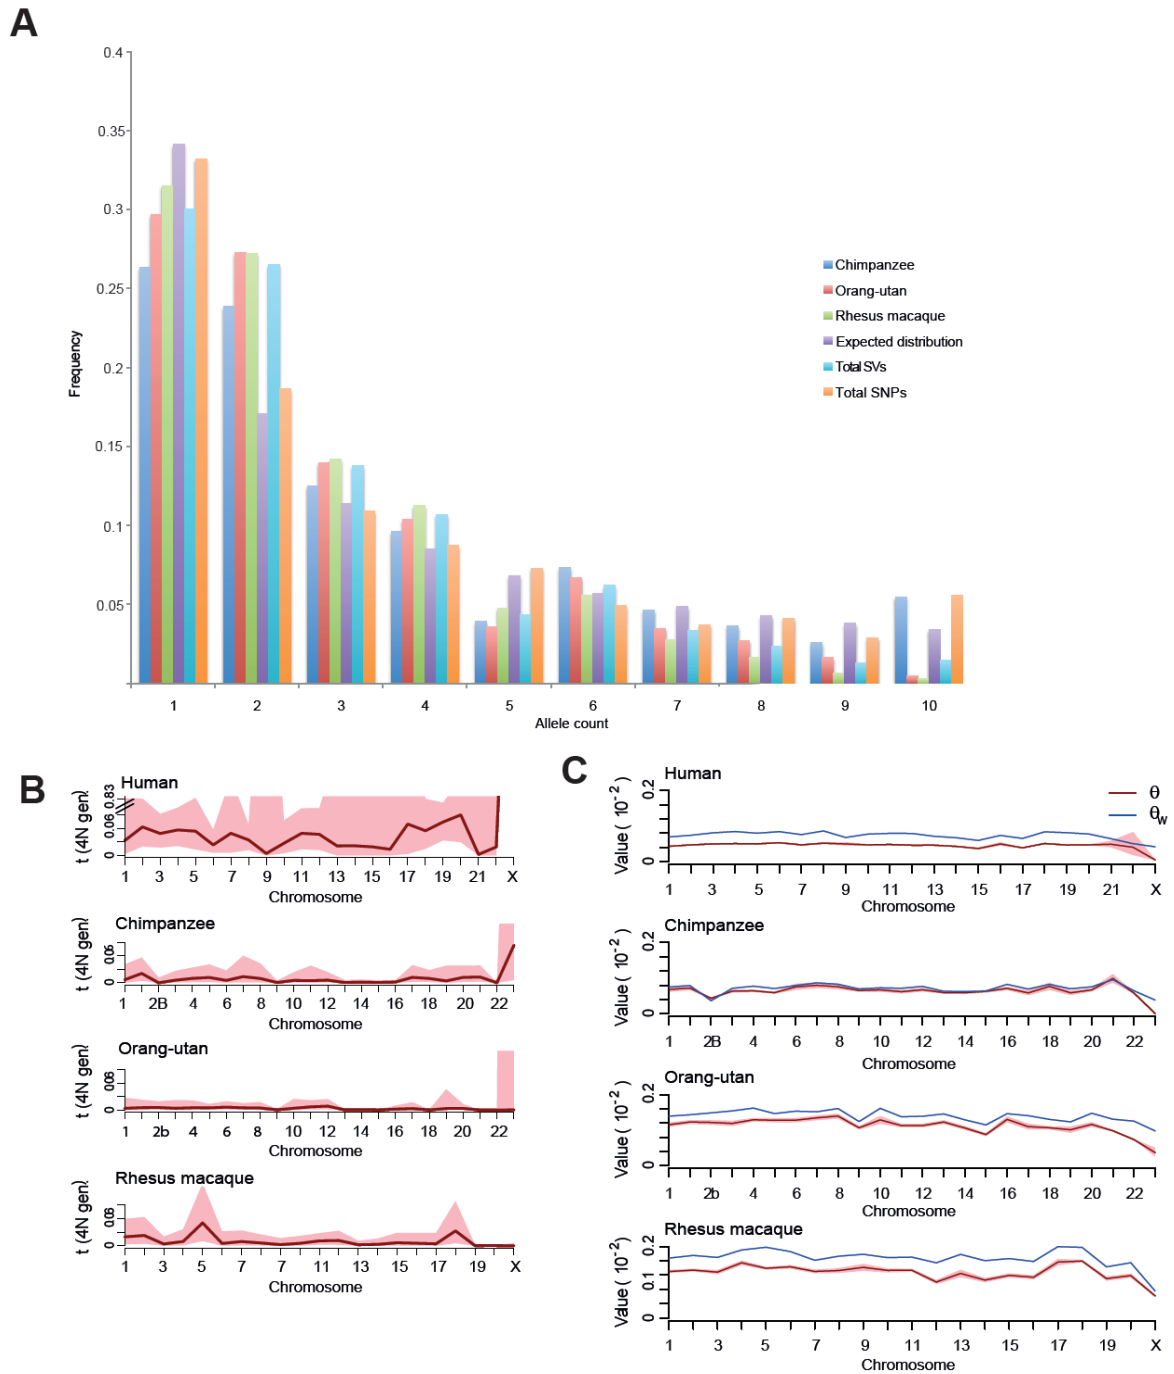 A
0.4
0.35
0.3
0.25
0.2
0.15
0.1
0.05
Frequency
1 2 3 4 5 6 7 8 9 10
Allele count
Chimpanzee
Orang-utan
Rhesus macaque
Expected distribution
Total SVs
Total SNPs
B
Human
t (4N gen)
0 0.06 0.83
1 3 5 7 9 11 13 15 17 19 21 X
Chromosome
Chimpanzee
t (4N gen)
0 0.06
1 2B 4 6 8 10 12 14 16 18 20 22
Chromosome
Orang-utan
t (4N gen)
0 0.06
1 2b 4 6 8 10 12 14 16 18 20 22
Chromosome
Rhesus macaque
t (4N gen)
0 0.06
1 3 5 7 9 7 11 13 15 17 19 X
Chromosome
C
Human
θ
θw
Value ( 10-2 )
0 0.2
1 3 5 7 9 11 13 15 17 19 21 X
Chromosome
Chimpanzee
Value ( 10-2 )
0 0.2
1 2B 4 6 8 10 12 14 16 18 20 22
Chromosome
Orang-utan
Value ( 10-2 )
0 0.2
1 2b 4 6 8 10 12 14 16 18 20 22
Chromosome
Rhesus macaque
Value ( 10-2 )
0 0.1 0.2
1 3 5 7 9 11 13 15 17 19 X
Chromosome